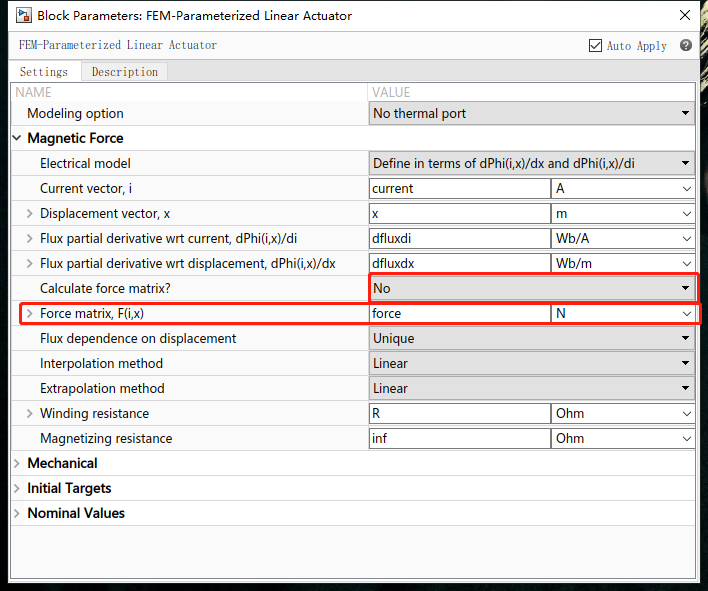 Block Parameters: FEM-Parameterized Linear Actuator
FEM-Parameterized Linear Actuator Auto Apply ?
Settings Description
NAME VALUE
Modeling option No thermal port
Magnetic Force
Electrical model Define in terms of dPhi(i,x)/dx and dPhi(i,x)/di
Current vector, i current A
Displacement vector, x x m
Flux partial derivative wrt current, dPhi(i,x)/di dfluxdi Wb/A
Flux partial derivative wrt displacement, dPhi(i,x)/dx dfluxdx Wb/m
Calculate force matrix? No
Force matrix, F(i,x) force N
Flux dependence on displacement Unique
Interpolation method Linear
Extrapolation method Linear
Winding resistance R Ohm
Magnetizing resistance inf Ohm
Mechanical
Initial Targets
Nominal Values